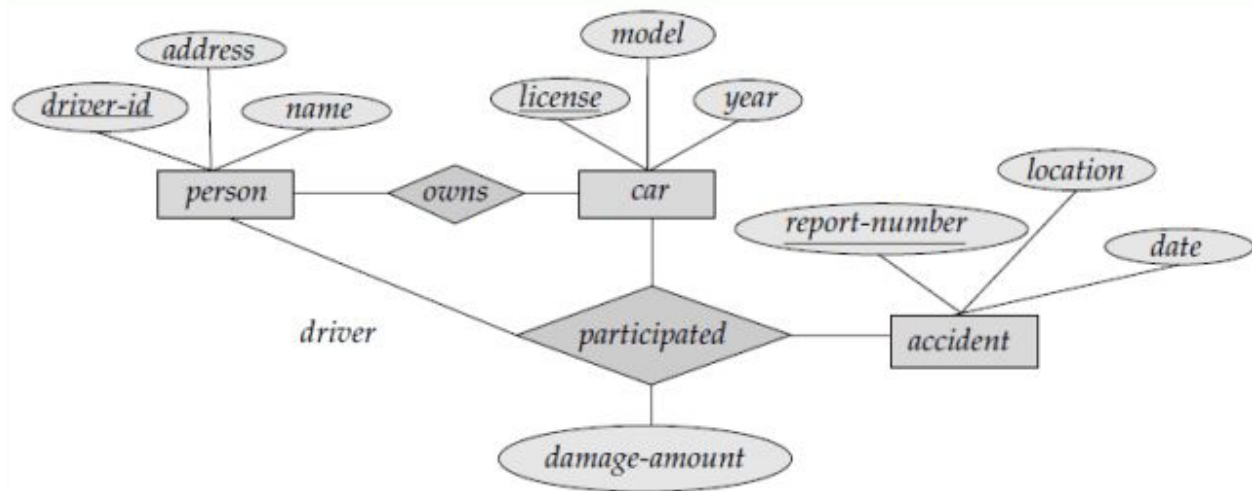 model
address
driver-id
name
license
year
person
owns
car
location
report-number
date
driver
participated
accident
damage-amount